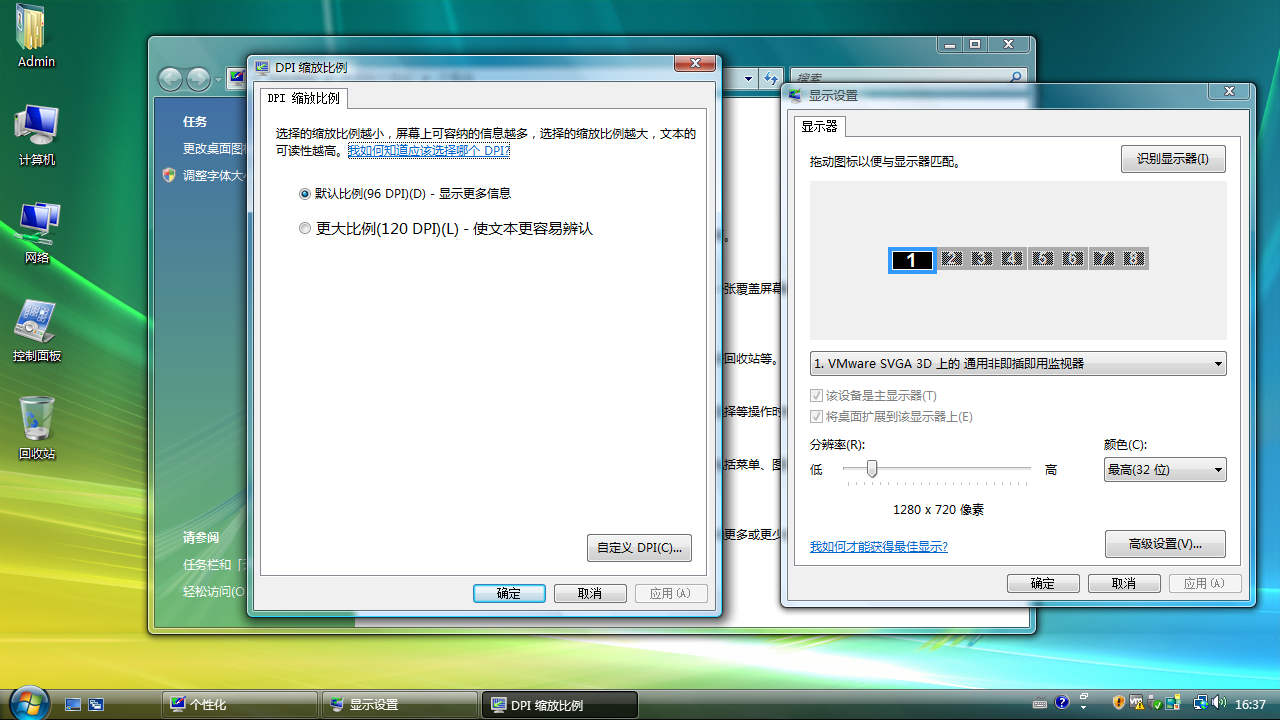 Admin
计算机
网络
控制面板
回收站
搜索
任务
更改桌面图
调整字体大
请参阅
任务栏和「
轻松访问(O
。
张覆盖屏幕
回收站等。
择等操作时
括菜单、图
更多或更少
DPI 缩放比例
DPI 缩放比例
选择的缩放比例越小，屏幕上可容纳的信息越多，选择的缩放比例越大，文本的
可读性越高。我如何知道应该选择哪个 DPI?
默认比例(96 DPI)(D) - 显示更多信息
更大比例(120 DPI)(L) - 使文本更容易辨认
自定义 DPI(C)...
确定
取消
应用(A)
显示设置
显示器
拖动图标以便与显示器匹配。
识别显示器(I)
1 2 3 4 5 6 7 8
1. VMware SVGA 3D 上的 通用非即插即用监视器
该设备是主显示器(T)
将桌面扩展到该显示器上(E)
分辨率(R):
颜色(C):
低
高
最高(32 位)
1280 x 720 像素
我如何才能获得最佳显示?
高级设置(V)...
确定
取消
应用(A)
个性化
显示设置
DPI 缩放比例
16:37